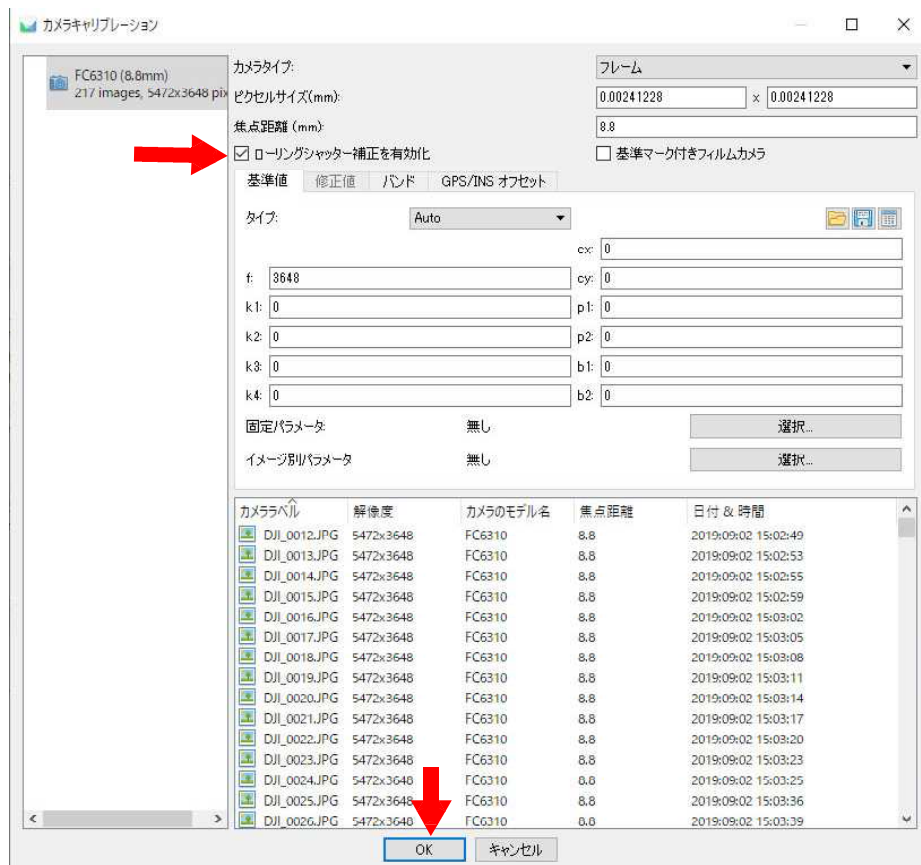 カメラキャリブレーション
FC6310 (8.8mm)
217 images, 5472x3648 pix
カメラタイプ: フレーム
ピクセルサイズ(mm): 0.00241228 x 0.00241228
焦点距離 (mm): 8.8
ローリングシャッター補正を有効化 基準マーク付きフィルムカメラ
基準値 修正値 バンド GPS/INS オフセット
タイプ: Auto
cx: 0
f: 3648 cy: 0
k1: 0 p1: 0
k2: 0 p2: 0
k3: 0 b1: 0
k4: 0 b2: 0
固定パラメータ: 無し 選択...
イメージ別パラメータ 無し 選択...
カメララベル 解像度 カメラのモデル名 焦点距離 日付 & 時間
DJI_0012.JPG 5472x3648 FC6310 8.8 2019:09:02 15:02:49
DJI_0013.JPG 5472x3648 FC6310 8.8 2019:09:02 15:02:53
DJI_0014.JPG 5472x3648 FC6310 8.8 2019:09:02 15:02:55
DJI_0015.JPG 5472x3648 FC6310 8.8 2019:09:02 15:02:59
DJI_0016.JPG 5472x3648 FC6310 8.8 2019:09:02 15:03:02
DJI_0017.JPG 5472x3648 FC6310 8.8 2019:09:02 15:03:05
DJI_0018.JPG 5472x3648 FC6310 8.8 2019:09:02 15:03:08
DJI_0019.JPG 5472x3648 FC6310 8.8 2019:09:02 15:03:11
DJI_0020.JPG 5472x3648 FC6310 8.8 2019:09:02 15:03:14
DJI_0021.JPG 5472x3648 FC6310 8.8 2019:09:02 15:03:17
DJI_0022.JPG 5472x3648 FC6310 8.8 2019:09:02 15:03:20
DJI_0023.JPG 5472x3648 FC6310 8.8 2019:09:02 15:03:23
DJI_0024.JPG 5472x3648 FC6310 8.8 2019:09:02 15:03:25
DJI_0025.JPG 5472x3648 FC6310 8.8 2019:09:02 15:03:36
DJI_0026.JPG 5472x3648 FC6310 8.8 2019:09:02 15:03:39
OK キャンセル